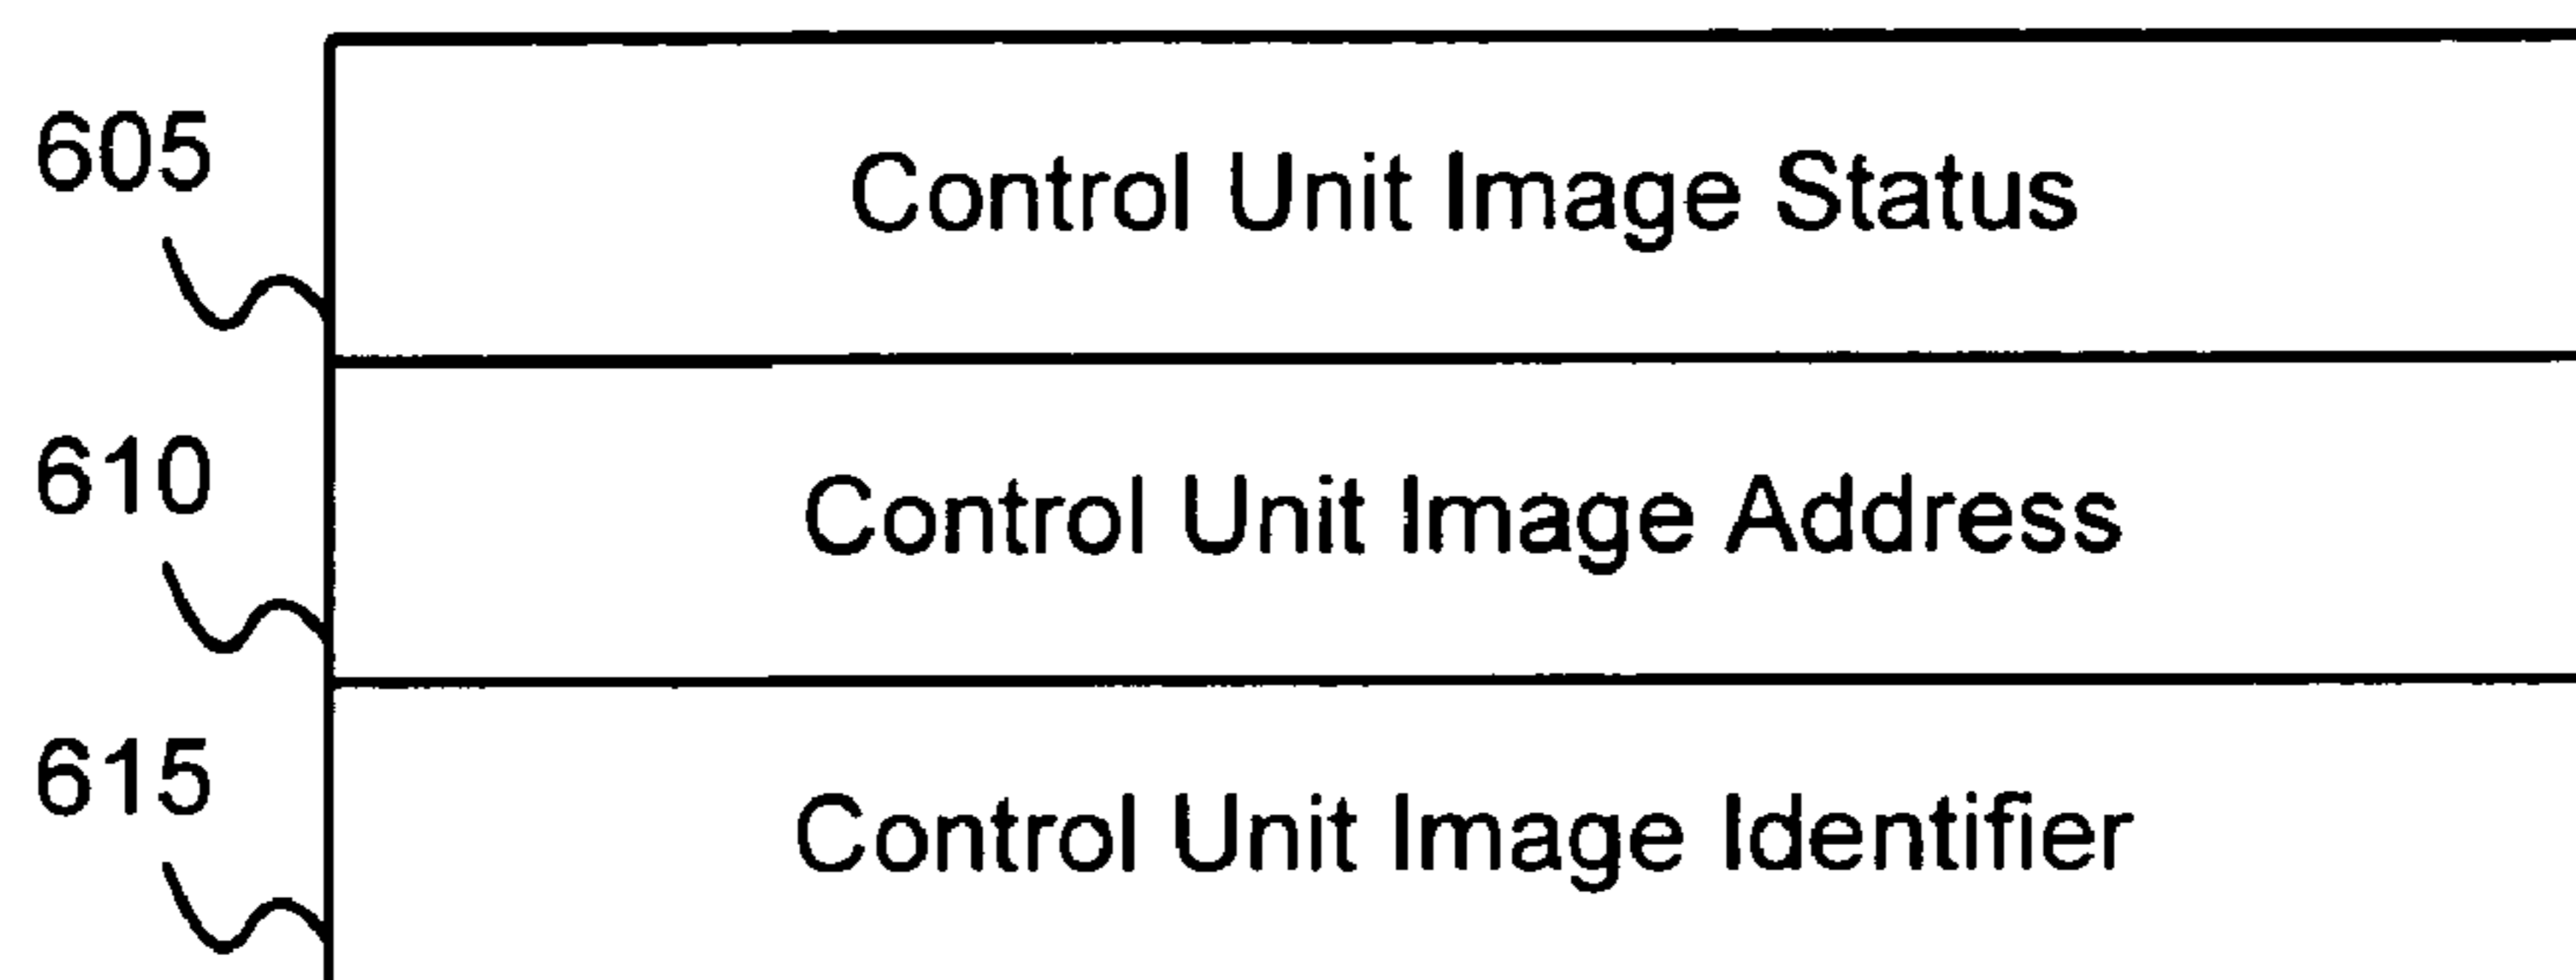 605
Control Unit Image Status
610
Control Unit Image Address
615
Control Unit Image Identifier